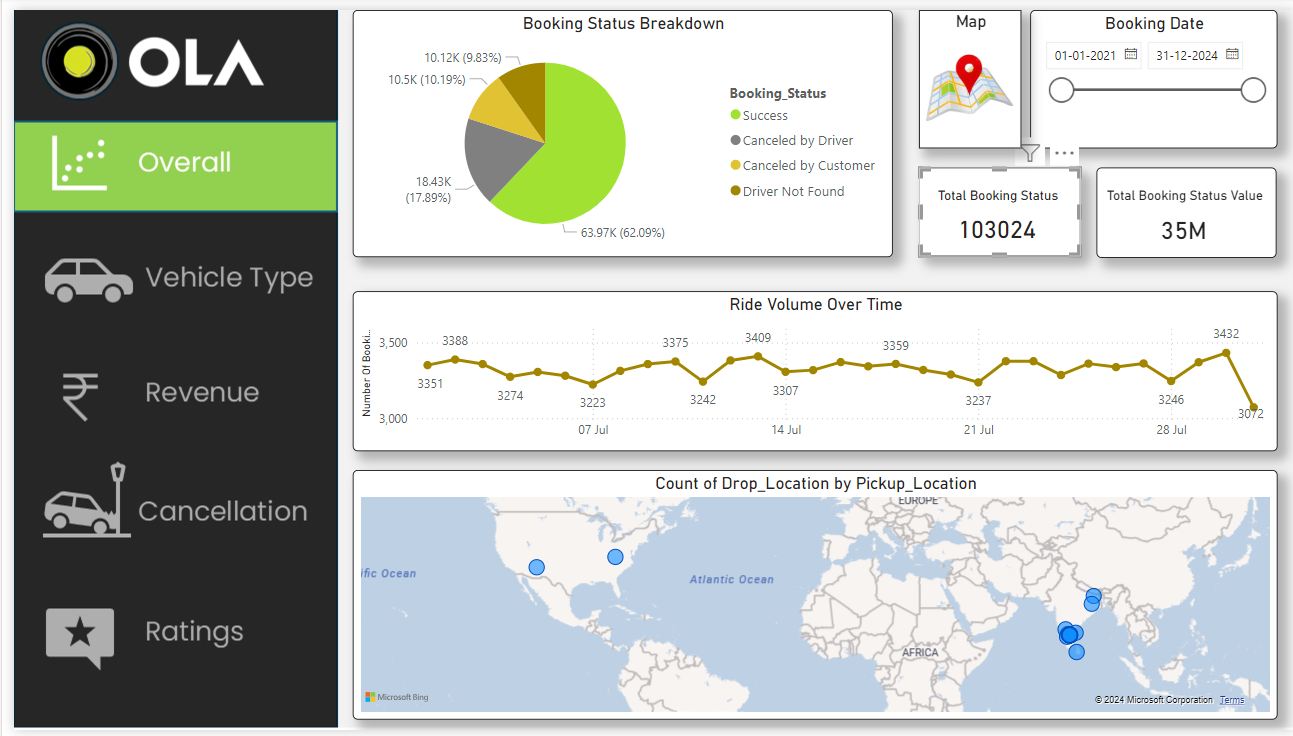 OLA
Overall
Vehicle Type
Revenue
Cancellation
Ratings
Booking Status Breakdown
10.12K (9.83%)
10.5K (10.19%)
18.43K
(17.89%)
63.97K (62.09%)
Booking_Status
Success
Canceled by Driver
Canceled by Customer
Driver Not Found
Map
Booking Date
01-01-2021
31-12-2024
Total Booking Status
103024
Total Booking Status Value
35M
Ride Volume Over Time
Number Of Booki...
3,500
3,000
3351
3388
3274
3223
3375
3242
3409
3307
3359
3237
3246
3432
3072
07 Jul
14 Jul
21 Jul
28 Jul
Count of Drop_Location by Pickup_Location
EUROPE
ific Ocean
Atlantic Ocean
AFRICA
Microsoft Bing
© 2024 Microsoft Corporation Terms